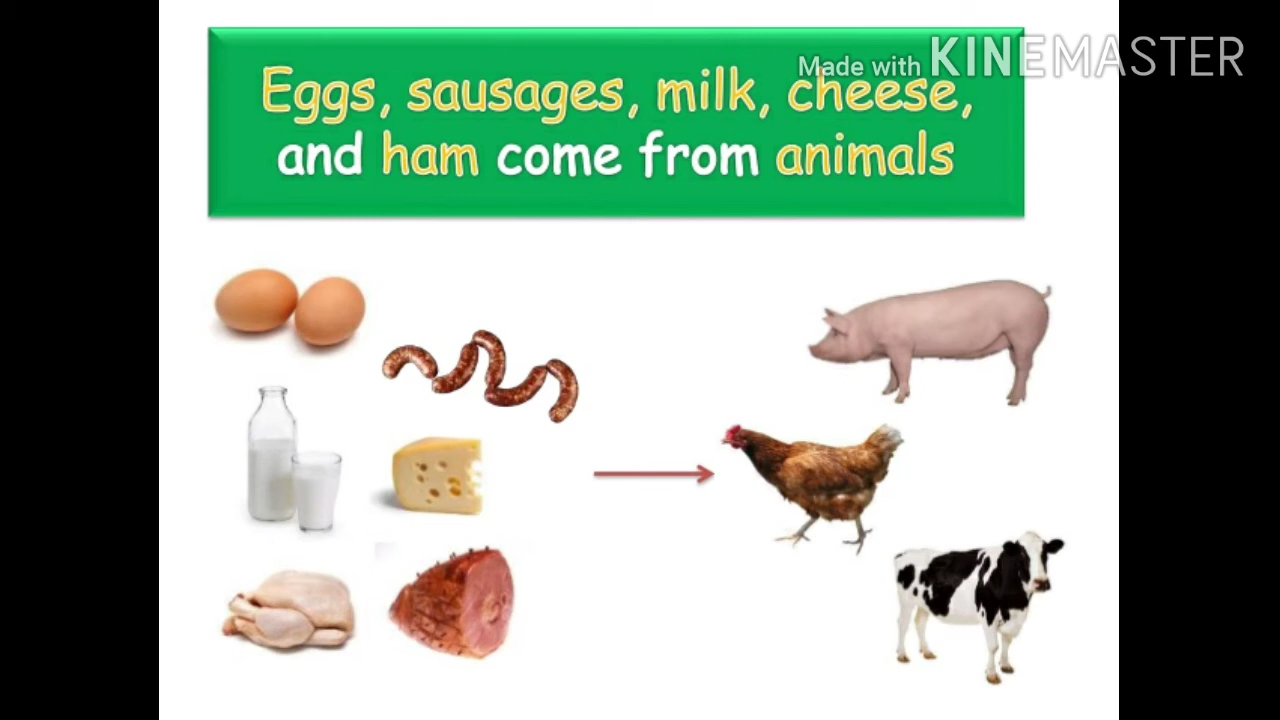 Made with KINEMASTER
Eggs, sausages, milk, cheese,
and ham come from animals